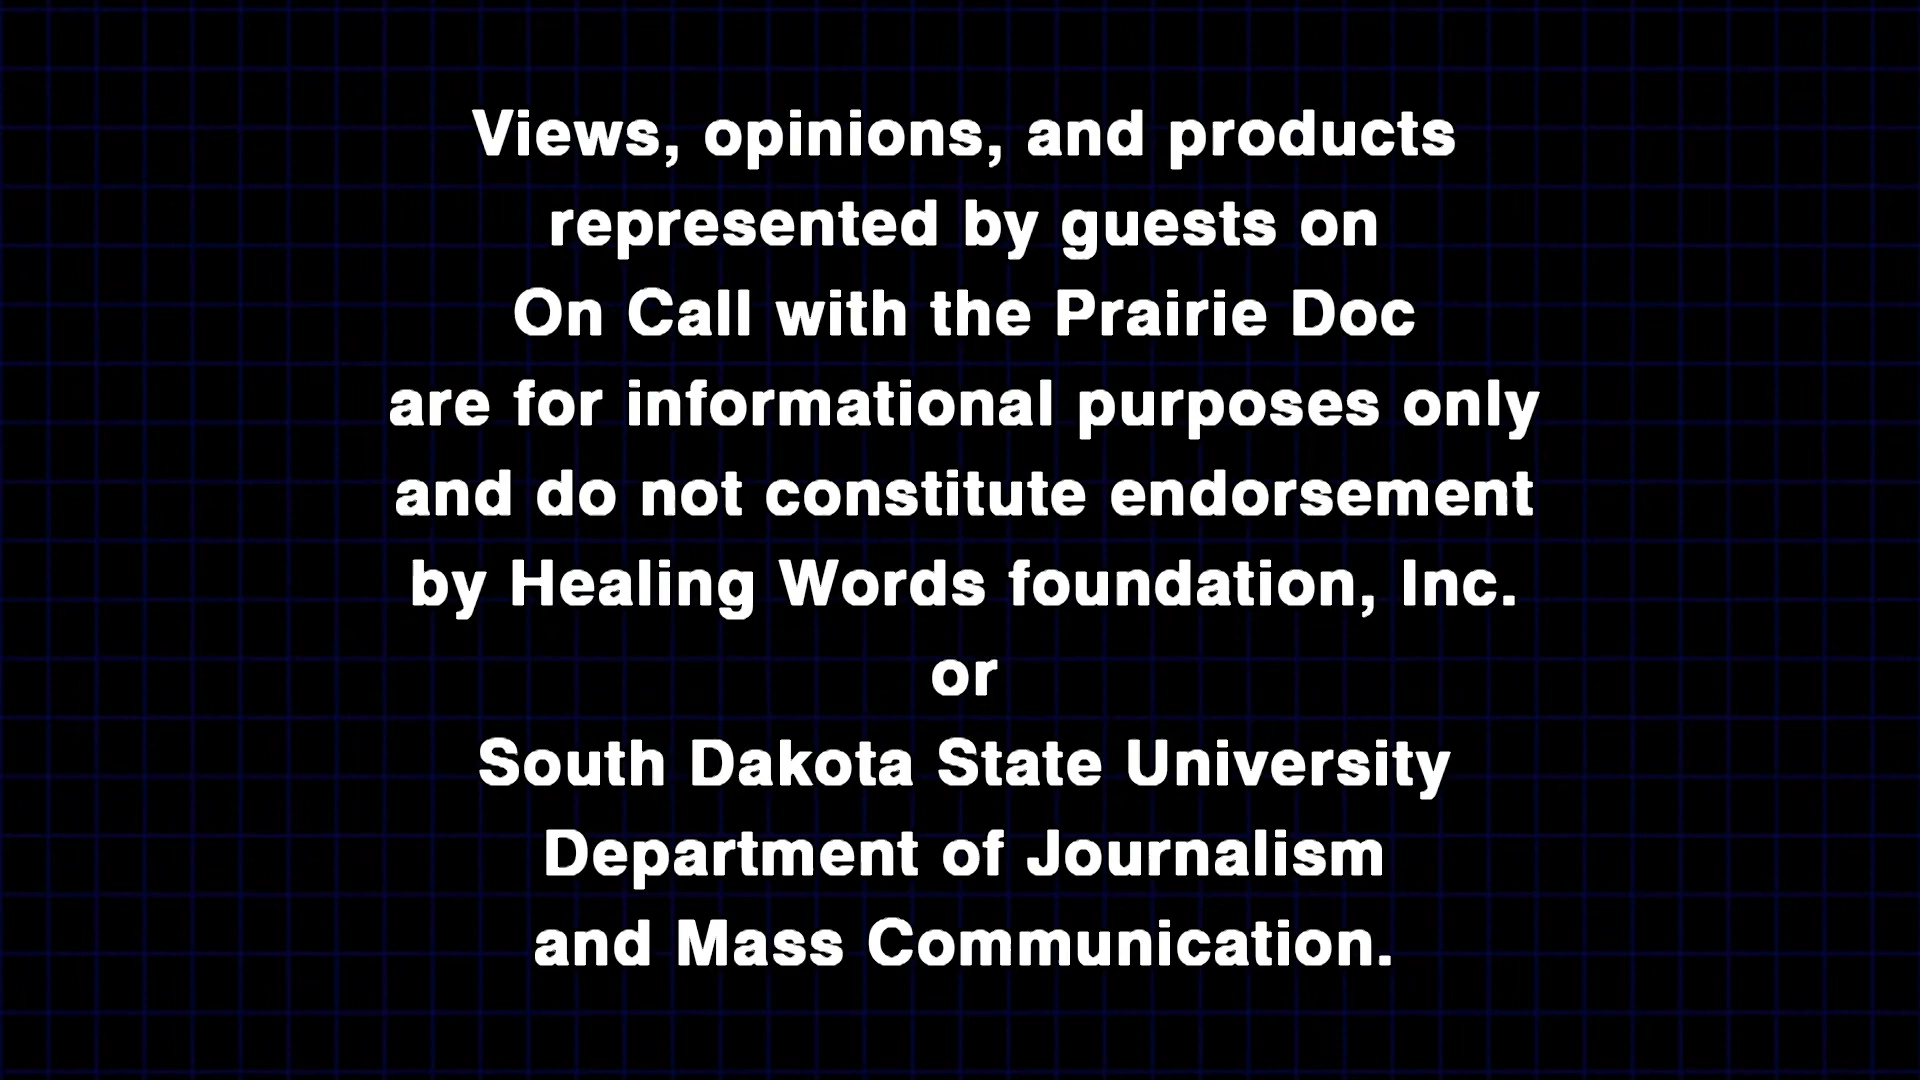 Views, opinions, and products
represented by guests on
On Call with the Prairie Doc
are for informational purposes only
and do not constitute endorsement
by Healing Words foundation, Inc.
or
South Dakota State University
Department of Journalism
and Mass Communication.